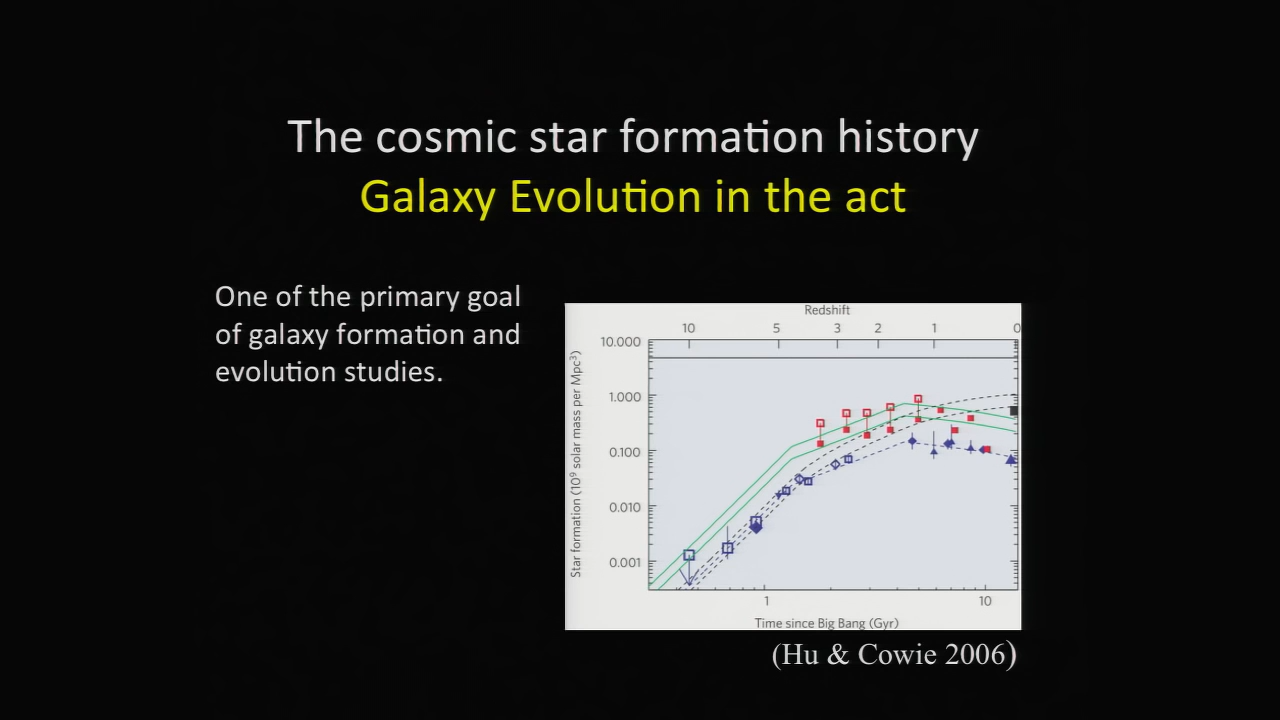 The cosmic star formation history
Galaxy Evolution in the act
One of the primary goal
of galaxy formation and
evolution studies.
Redshift
10 5 3 2 1 0
Star formation (10⁹ solar mass per Mpc³)
10.000
1.000
0.100
0.010
0.001
1 10
Time since Big Bang (Gyr)
(Hu & Cowie 2006)